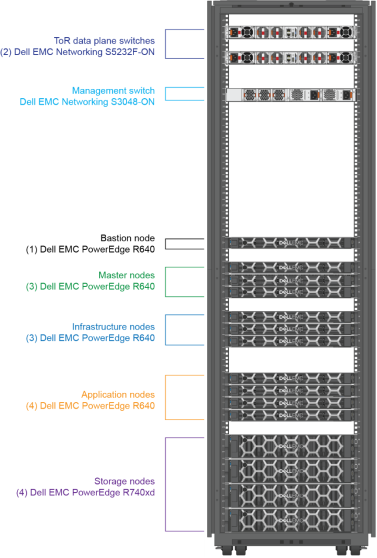 ToR data plane switches
(2) Dell EMC Networking S5232F-ON
Management switch
Dell EMC Networking S3048-ON
Bastion node
(1) Dell EMC PowerEdge R640
Master nodes
(3) Dell EMC PowerEdge R640
Infrastructure nodes
(3) Dell EMC PowerEdge R640
Application nodes
(4) Dell EMC PowerEdge R640
Storage nodes
(4) Dell EMC PowerEdge R740xd